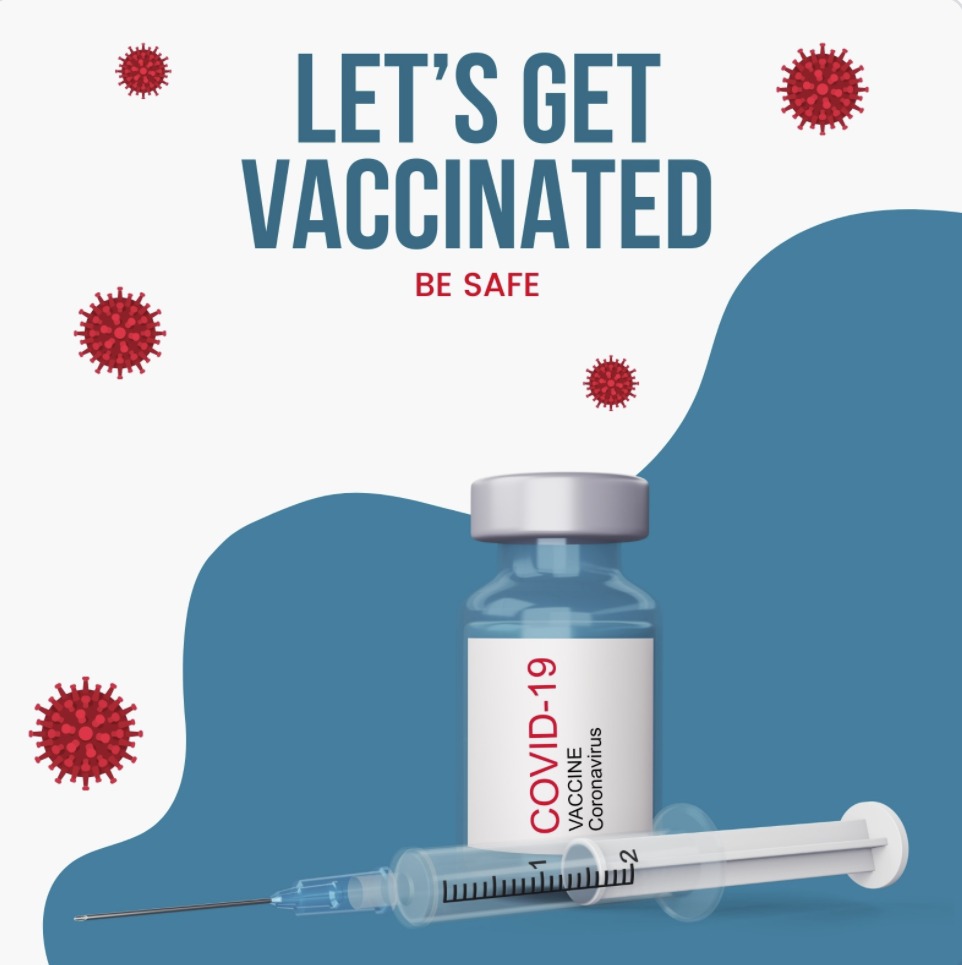 LET’S GET
VACCINATED
BE SAFE
COVID-19
VACCINE
Coronavirus
1
2